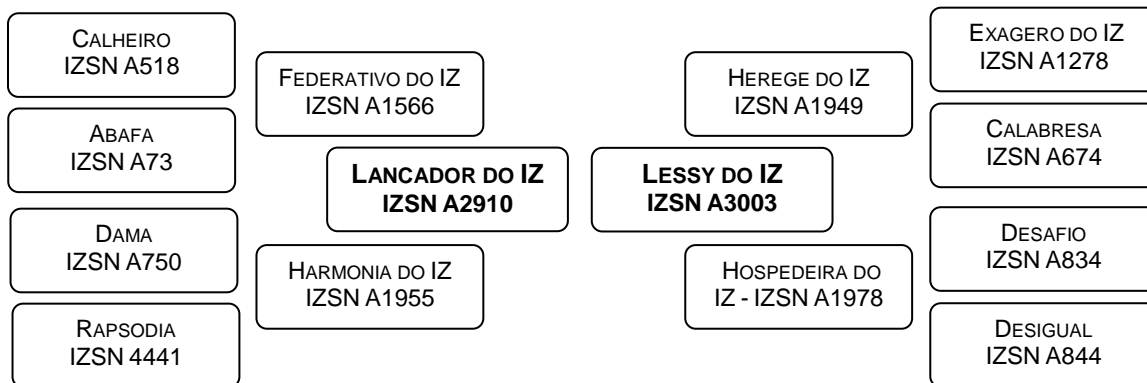 CALHEIRO
IZSN A518
ABAFA
IZSN A73
DAMA
IZSN A750
RAPSODIA
IZSN 4441
FEDERATIVO DO IZ
IZSN A1566
HARMONIA DO IZ
IZSN A1955
LANCADOR DO IZ
IZSN A2910
LESSY DO IZ
IZSN A3003
HEREGE DO IZ
IZSN A1949
HOSPEDEIRA DO
IZ - IZSN A1978
EXAGERO DO IZ
IZSN A1278
CALABRESA
IZSN A674
DESAFIO
IZSN A834
DESIGUAL
IZSN A844